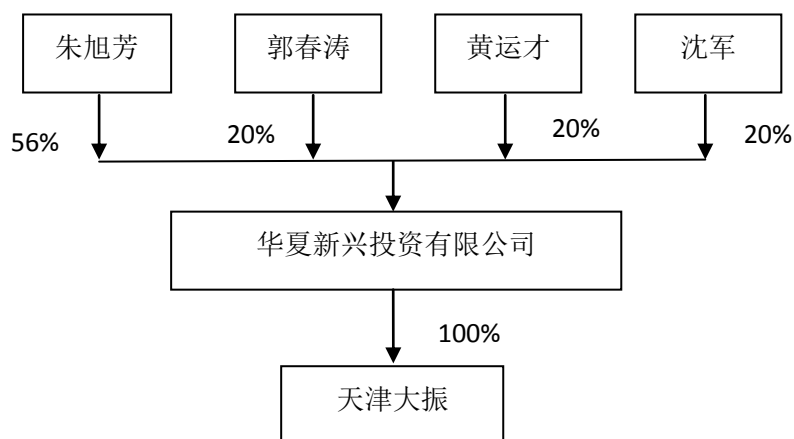 朱旭芳 郭春涛 黄运才 沈军
56% 20% 20% 20%
华夏新兴投资有限公司
100%
天津大振